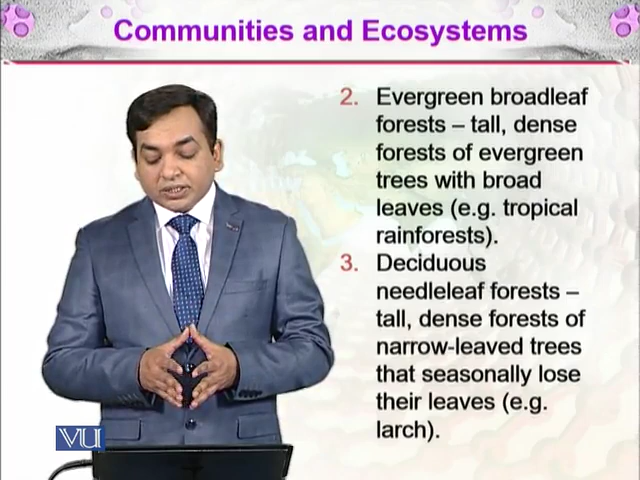 Communities and Ecosystems
2. Evergreen broadleaf
forests – tall, dense
forests of evergreen
trees with broad
leaves (e.g. tropical
rainforests).
3. Deciduous
needleleaf forests –
tall, dense forests of
narrow-leaved trees
that seasonally lose
their leaves (e.g.
larch).
VU